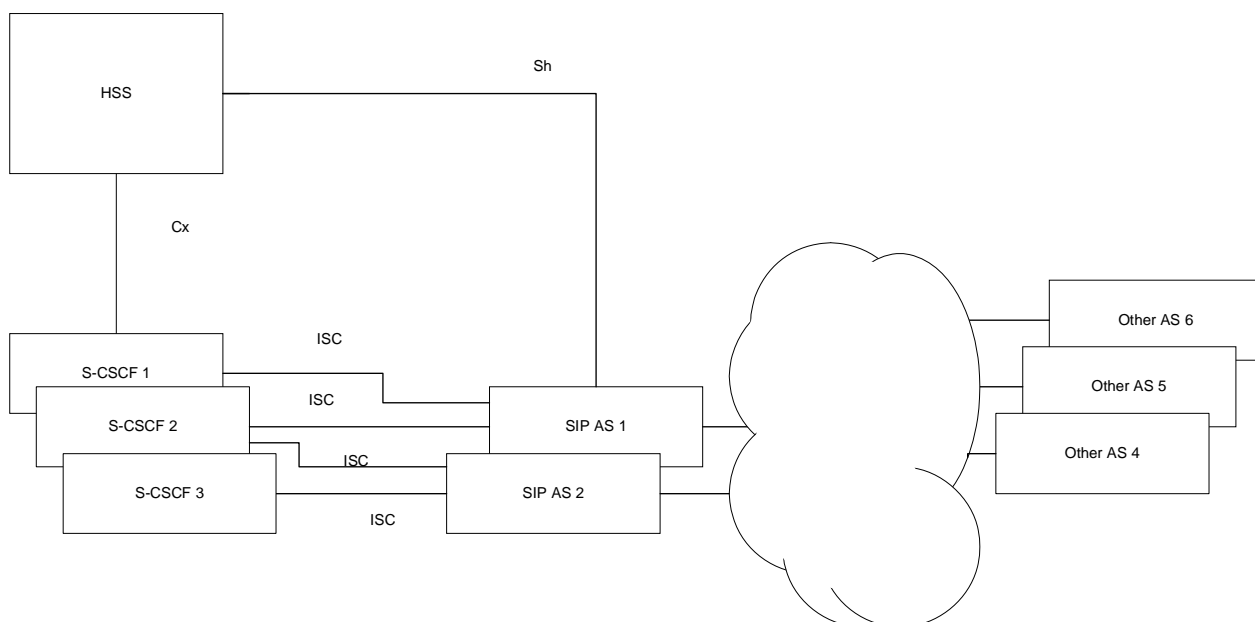 Sh
HSS
Cx
ISC
S-CSCF 1
ISC
S-CSCF 2
ISC
S-CSCF 3
ISC
SIP AS 1
SIP AS 2
Other AS 6
Other AS 5
Other AS 4